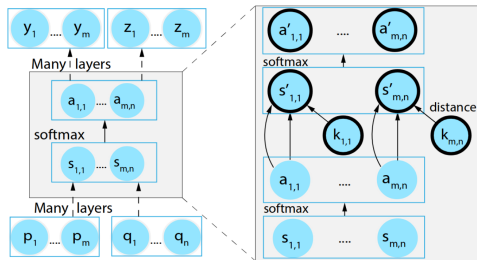 y1 .... ym z1 .... zm
Many layers
a1,1 .... am,n
softmax
s1,1 .... sm,n
Many layers
p1 .... pm q1 .... qn
a′1,1 .... a′m,n
softmax
s′1,1 .... s′m,n
distance
k1,1 km,n
a1,1 .... am,n
softmax
s1,1 .... sm,n